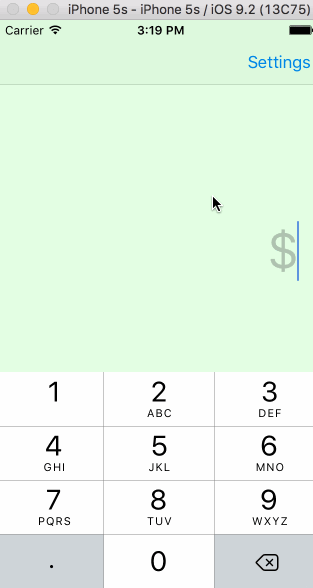 iPhone 5s - iPhone 5s / iOS 9.2 (13C75)
Carrier 3:19 PM
Settings
$
1 2 3
ABC DEF
4 5 6
GHI JKL MNO
7 8 9
PQRS TUV WXYZ
. 0